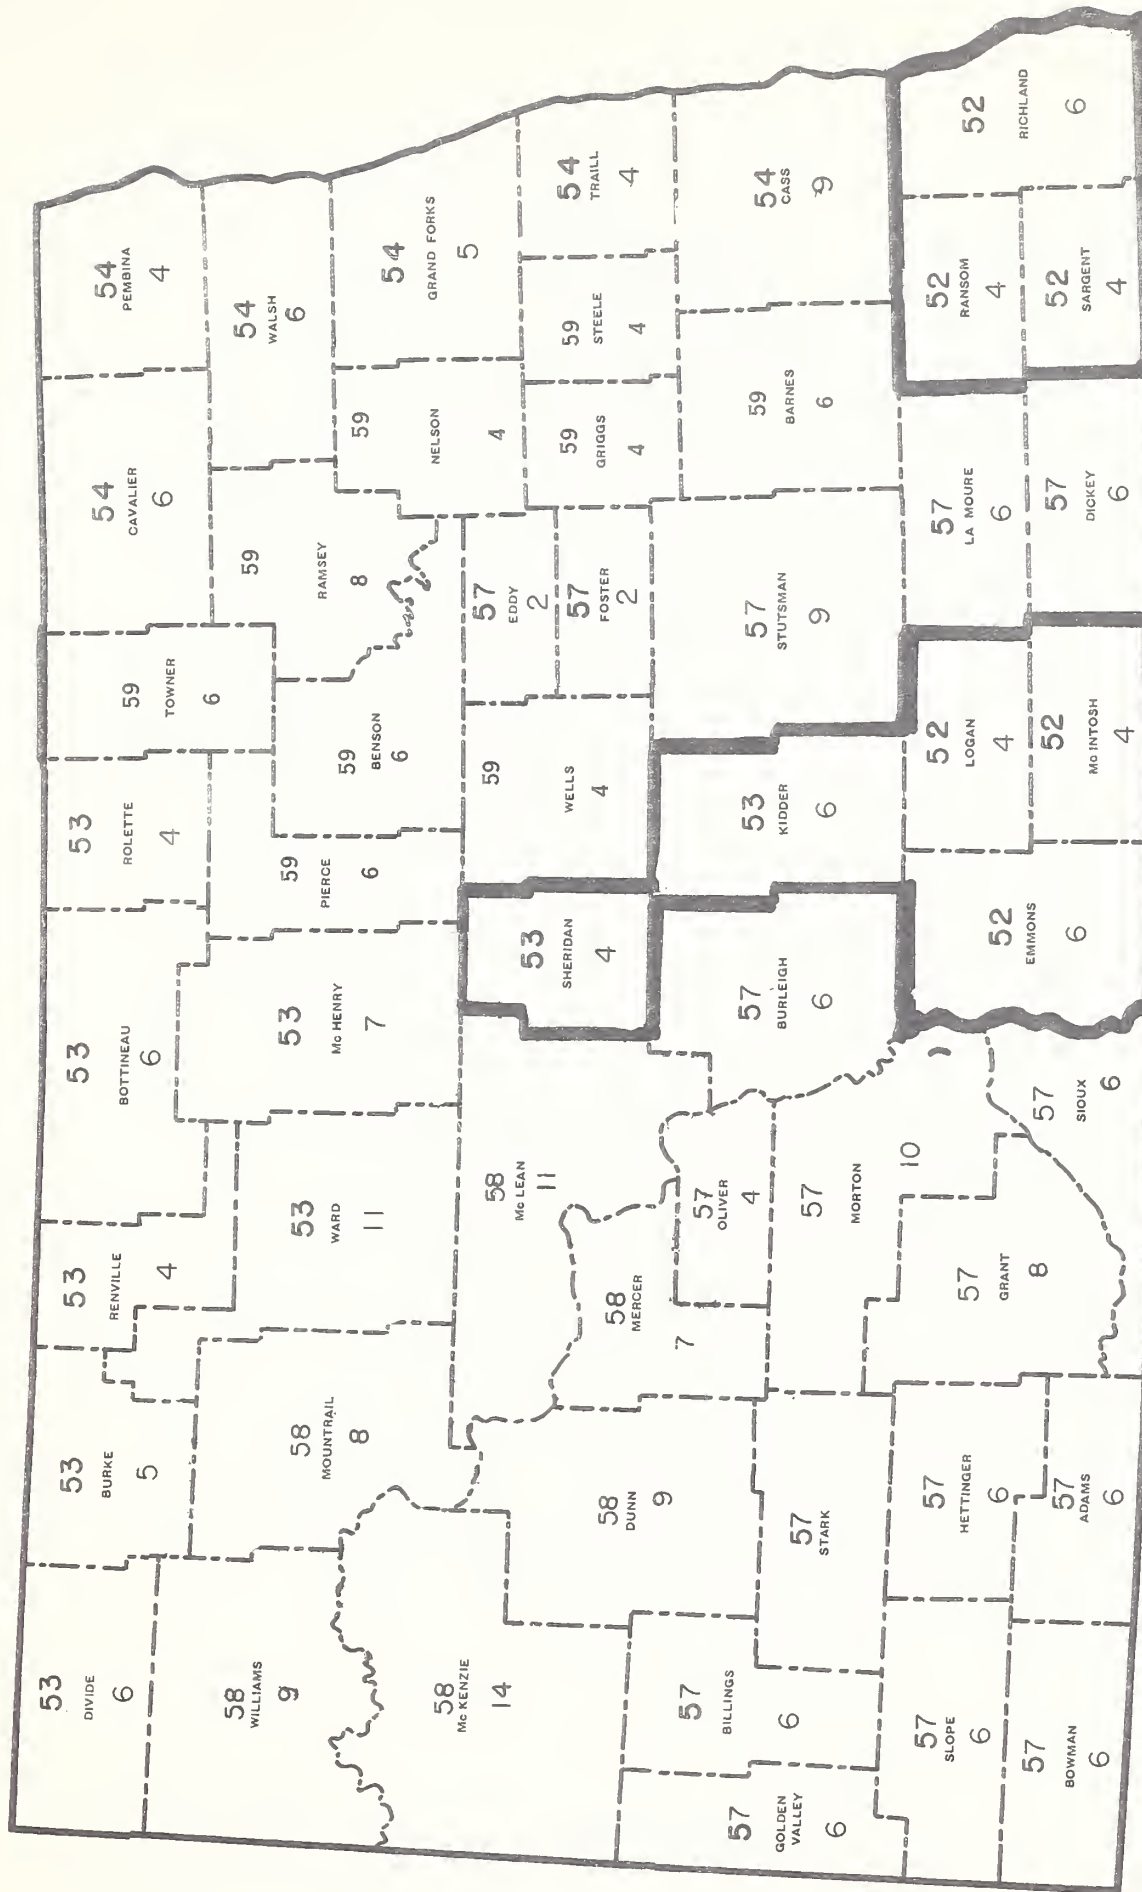 53
DIVIDE
6
53
BURKE
5
53
RENVILLE
4
53
BOTTINEAU
6
53
ROLETTE
4
59
TOWNER
6
54
CAVALIER
6
54
PEMBINA
4
58
WILLIAMS
9
58
MOUNTRAIL
8
53
WARD
11
53
Mc HENRY
7
59
PIERCE
6
59
BENSON
6
59
RAMSEY
8
54
WALSH
6
59
NELSON
4
54
GRAND FORKS
5
58
Mc KENZIE
14
58
DUNN
9
58
MERCER
7
58
Mc LEAN
11
53
SHERIDAN
4
59
WELLS
4
57
EDDY
2
57
FOSTER
2
59
GRIGGS
4
59
STEELE
4
54
TRAILL
4
57
GOLDEN
VALLEY
6
57
BILLINGS
6
57
STARK
57
OLIVER
4
57
MORTON
10
57
BURLEIGH
6
53
KIDDER
6
57
STUTSMAN
9
59
BARNES
6
54
CASS
9
57
SLOPE
6
57
HETTINGER
6
57
GRANT
8
57
SIOUX
6
52
EMMONS
6
52
LOGAN
4
57
LA MOURE
6
52
RANSOM
4
52
RICHLAND
6
57
BOWMAN
6
57
ADAMS
6
52
Mc INTOSH
4
57
DICKEY
6
52
SARGENT
4